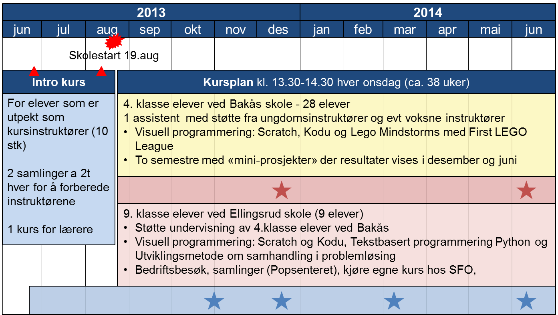 2013 2014
jun jul aug sep okt nov des jan feb mar apr mai jun
Skolestart 19.aug
Intro kurs
Kursplan kl. 13.30-14.30 hver onsdag (ca. 38 uker)
For elever som er
utpekt som
kursinstruktører (10
stk)
2 samlinger a 2t
hver for å forberede
instruktørene
1 kurs for lærere
4. klasse elever ved Bakås skole - 28 elever
1 assistent med støtte fra ungdomsinstruktører og evt voksne instruktører
• Visuell programmering: Scratch, Kodu og Lego Mindstorms med First LEGO
League
• To semestre med «mini-prosjekter» der resultater vises i desember og juni
9. klasse elever ved Ellingsrud skole (9 elever)
• Støtte undervisning av 4.klasse elever ved Bakås
• Visuell programmering: Scratch og Kodu, Tekstbasert programmering Python og
Utviklingsmetode om samhandling i problemløsing
• Bedriftsbesøk, samlinger (Popsenteret), kjøre egne kurs hos SFO,